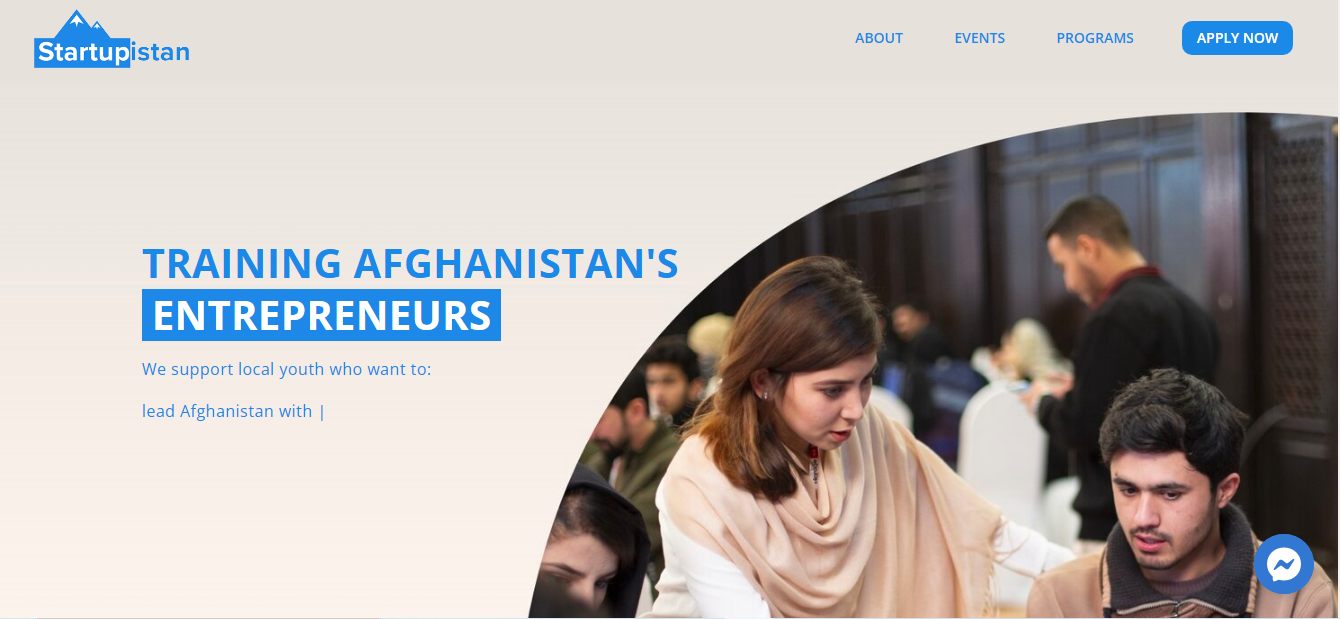 Startupistan
ABOUT
EVENTS
PROGRAMS
APPLY NOW
TRAINING AFGHANISTAN'S
ENTREPRENEURS
We support local youth who want to:
lead Afghanistan with |